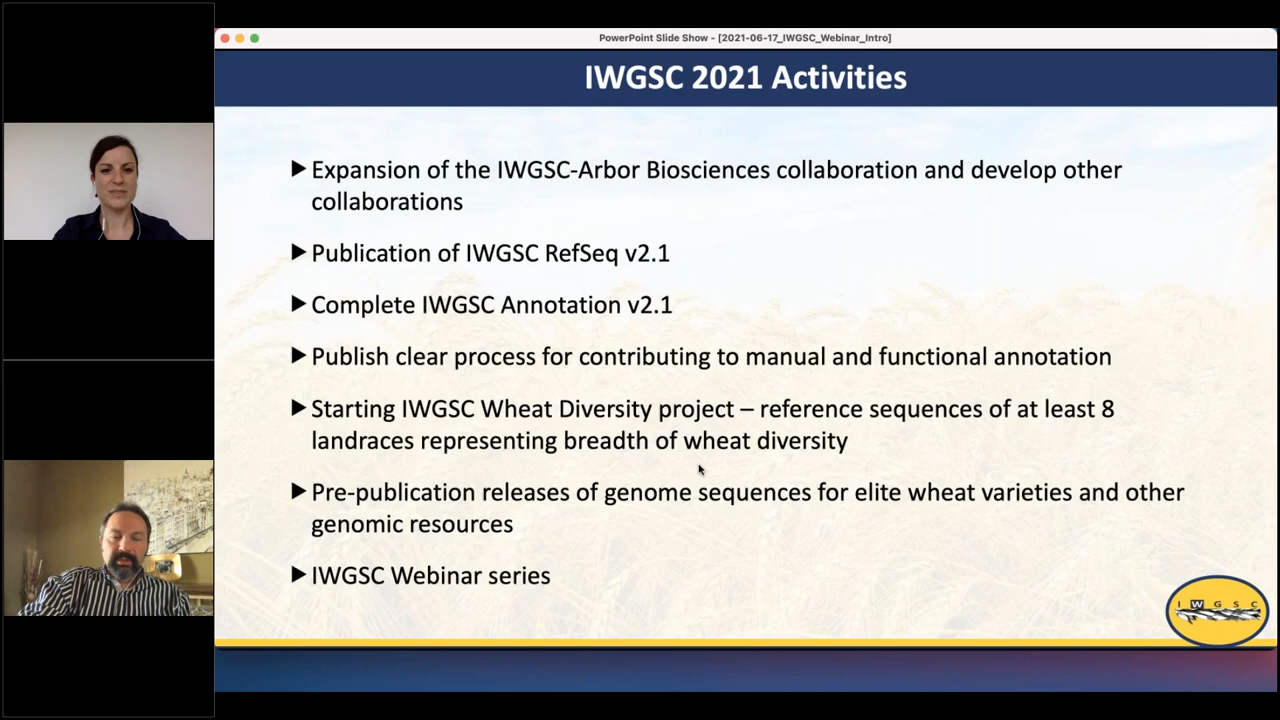 PowerPoint Slide Show - [2021-06-17_IWGSC_Webinar_Intro]
IWGSC 2021 Activities
Expansion of the IWGSC-Arbor Biosciences collaboration and develop other
collaborations
Publication of IWGSC RefSeq v2.1
Complete IWGSC Annotation v2.1
Publish clear process for contributing to manual and functional annotation
Starting IWGSC Wheat Diversity project – reference sequences of at least 8
landraces representing breadth of wheat diversity
Pre-publication releases of genome sequences for elite wheat varieties and other
genomic resources
IWGSC Webinar series
I W G S C